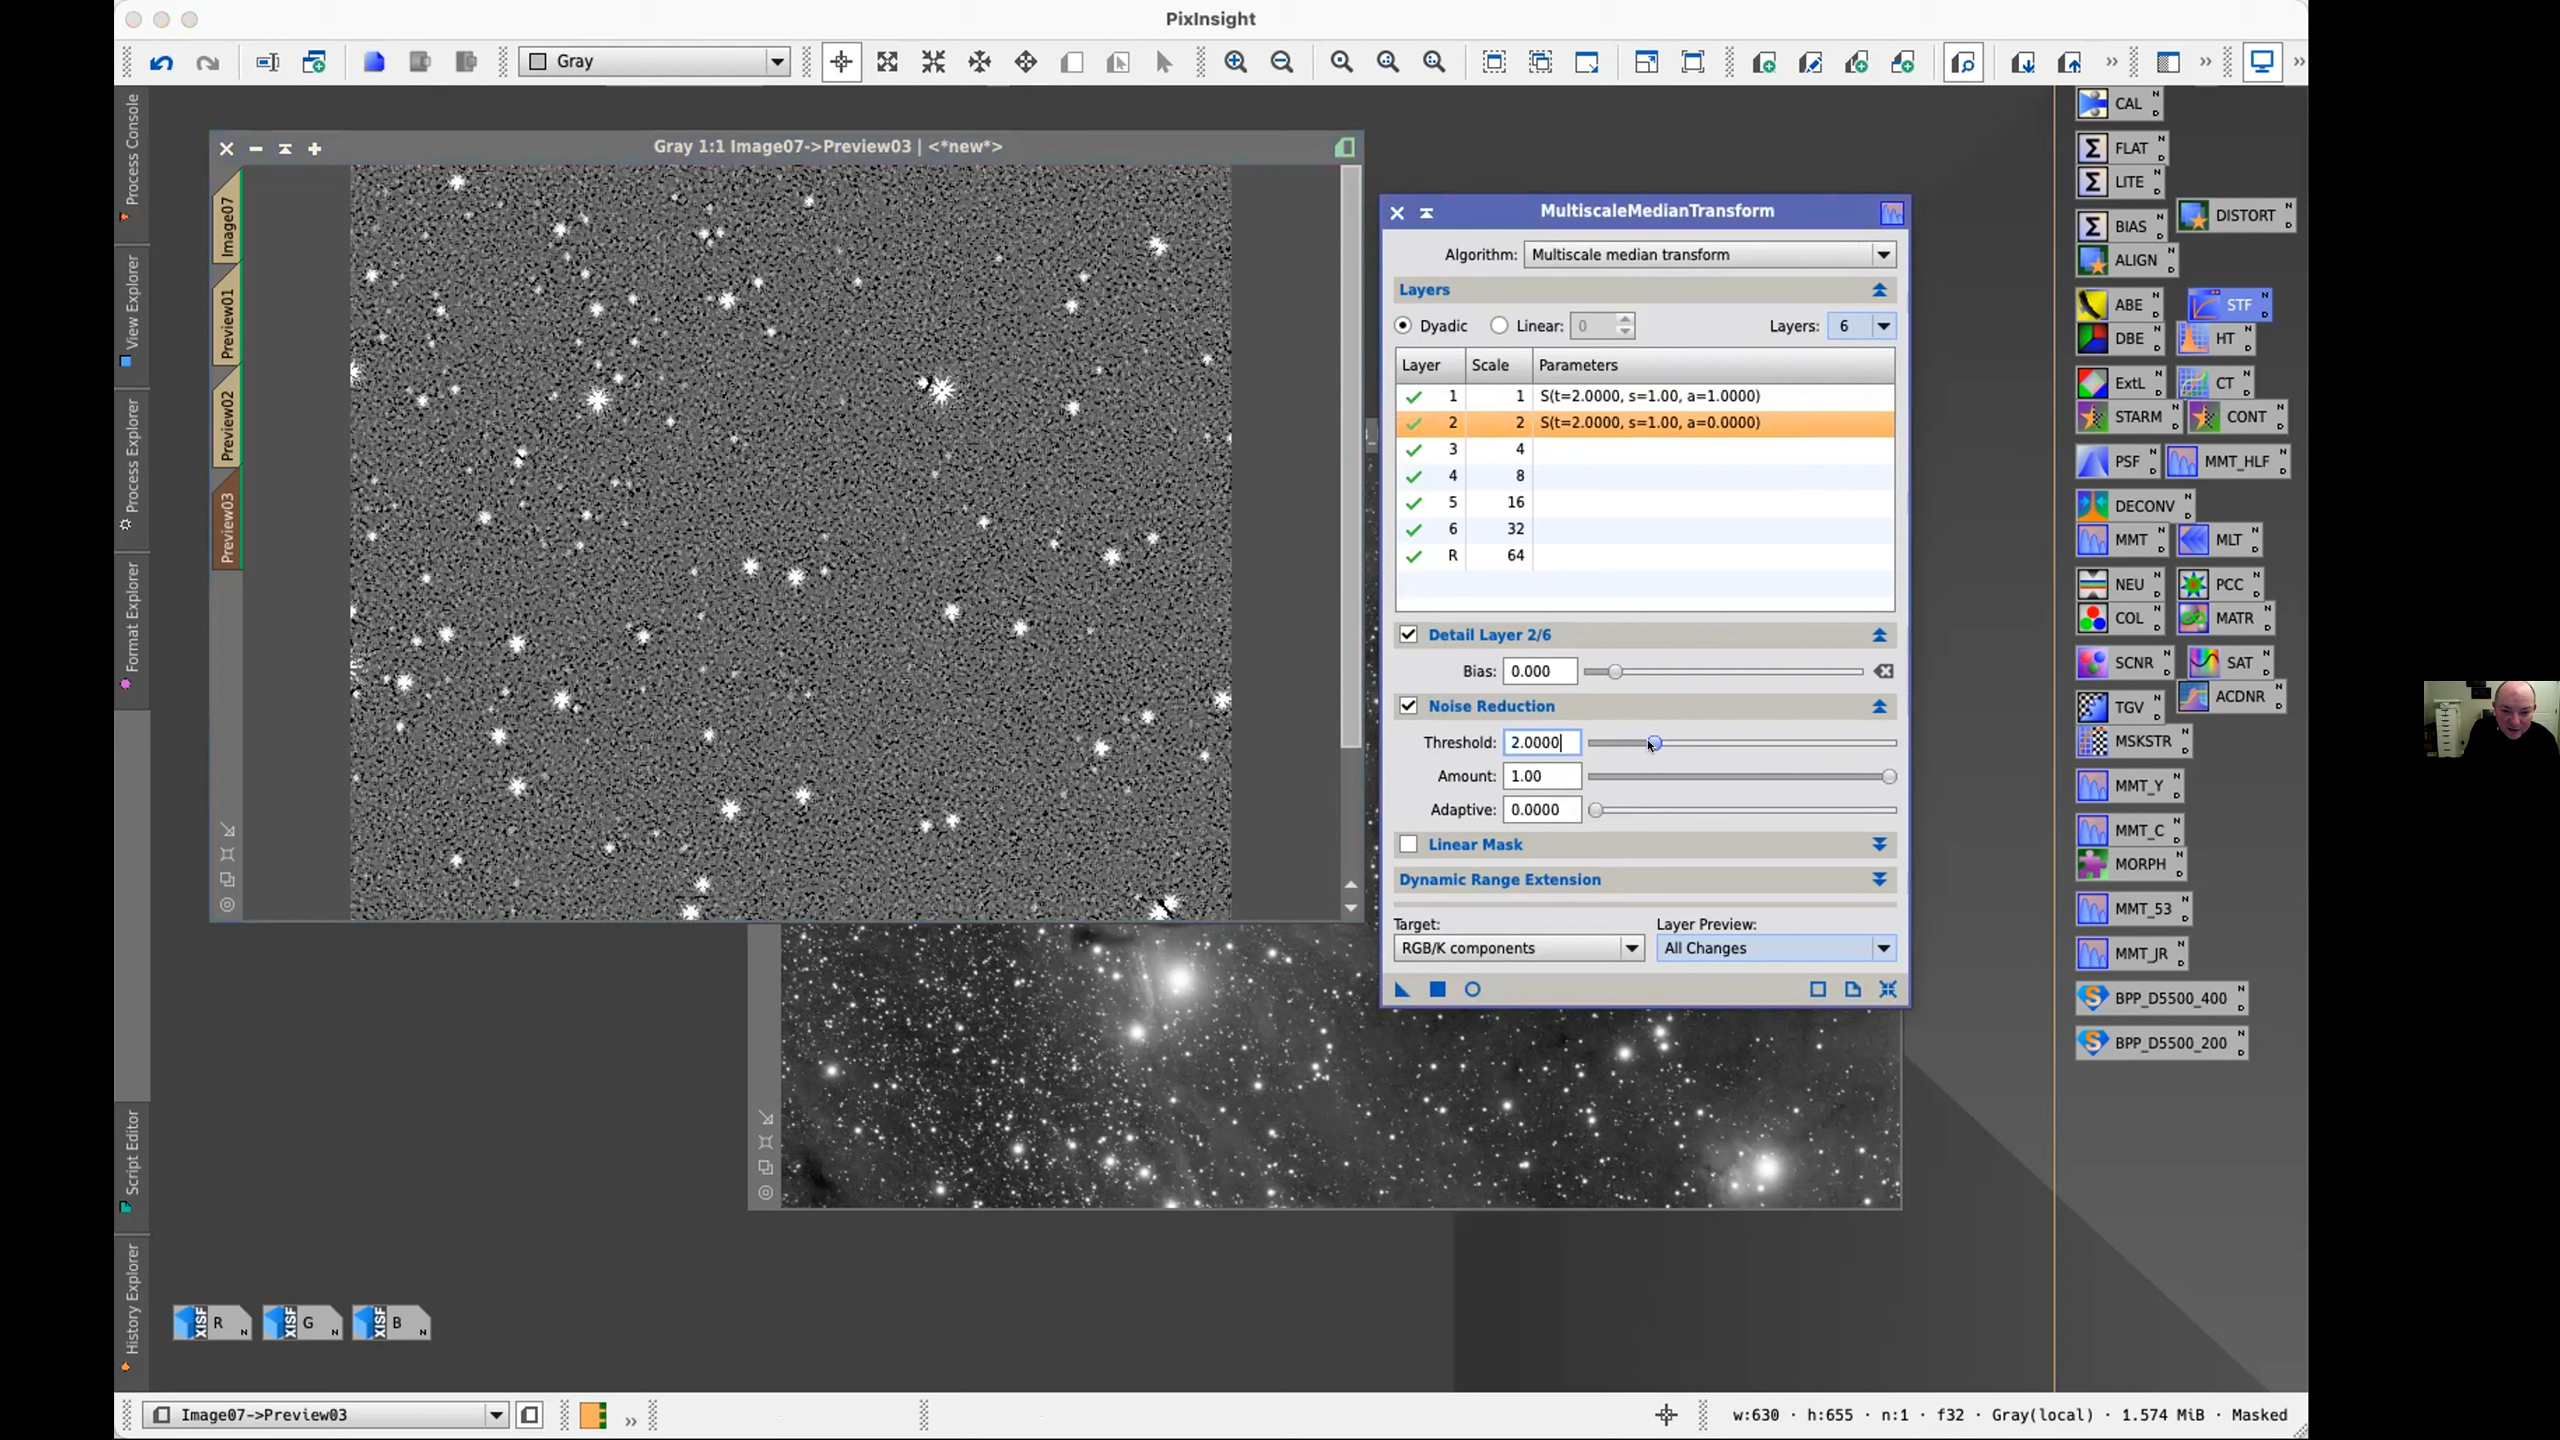 PixInsight
Gray
Process Console
View Explorer
Process Explorer
Format Explorer
Script Editor
History Explorer
Gray 1:1 Image07->Preview03 | <*new*>
Image07
Preview01
Preview02
Preview03
MultiscaleMedianTransform
Algorithm: Multiscale median transform
Layers
Dyadic Linear: 0 Layers: 6
Layer Scale Parameters
1 1 S(t=2.0000, s=1.00, a=1.0000)
2 2 S(t=2.0000, s=1.00, a=0.0000)
3 4
4 8
5 16
6 32
R 64
Detail Layer 2/6
Bias: 0.000
Noise Reduction
Threshold: 2.0000
Amount: 1.00
Adaptive: 0.0000
Linear Mask
Dynamic Range Extension
Target: Layer Preview:
RGB/K components All Changes
CAL N D
FLAT N D
LITE N D
DISTORT N D
BIAS N D
ALIGN N D
ABE N D STF N D
DBE N D HT N D
ExtL N D CT N D
STARM N D CONT N D
PSF N D MMT_HLF N D
DECONV N D
MMT N D MLT N D
NEU N D PCC N D
COL N D MATR N D
SCNR N D SAT N D
ACDNR N D
TGV N D
MSKSTR N D
MMT_Y N D
MMT_C N D
MORPH N D
MMT_53 N D
MMT_JR N D
BPP_D5500_400 N D
BPP_D5500_200 N D
XISF R N XISF G N XISF B N
Image07->Preview03
w:630 · h:655 · n:1 · f32 · Gray(local) · 1.574 MiB · Masked